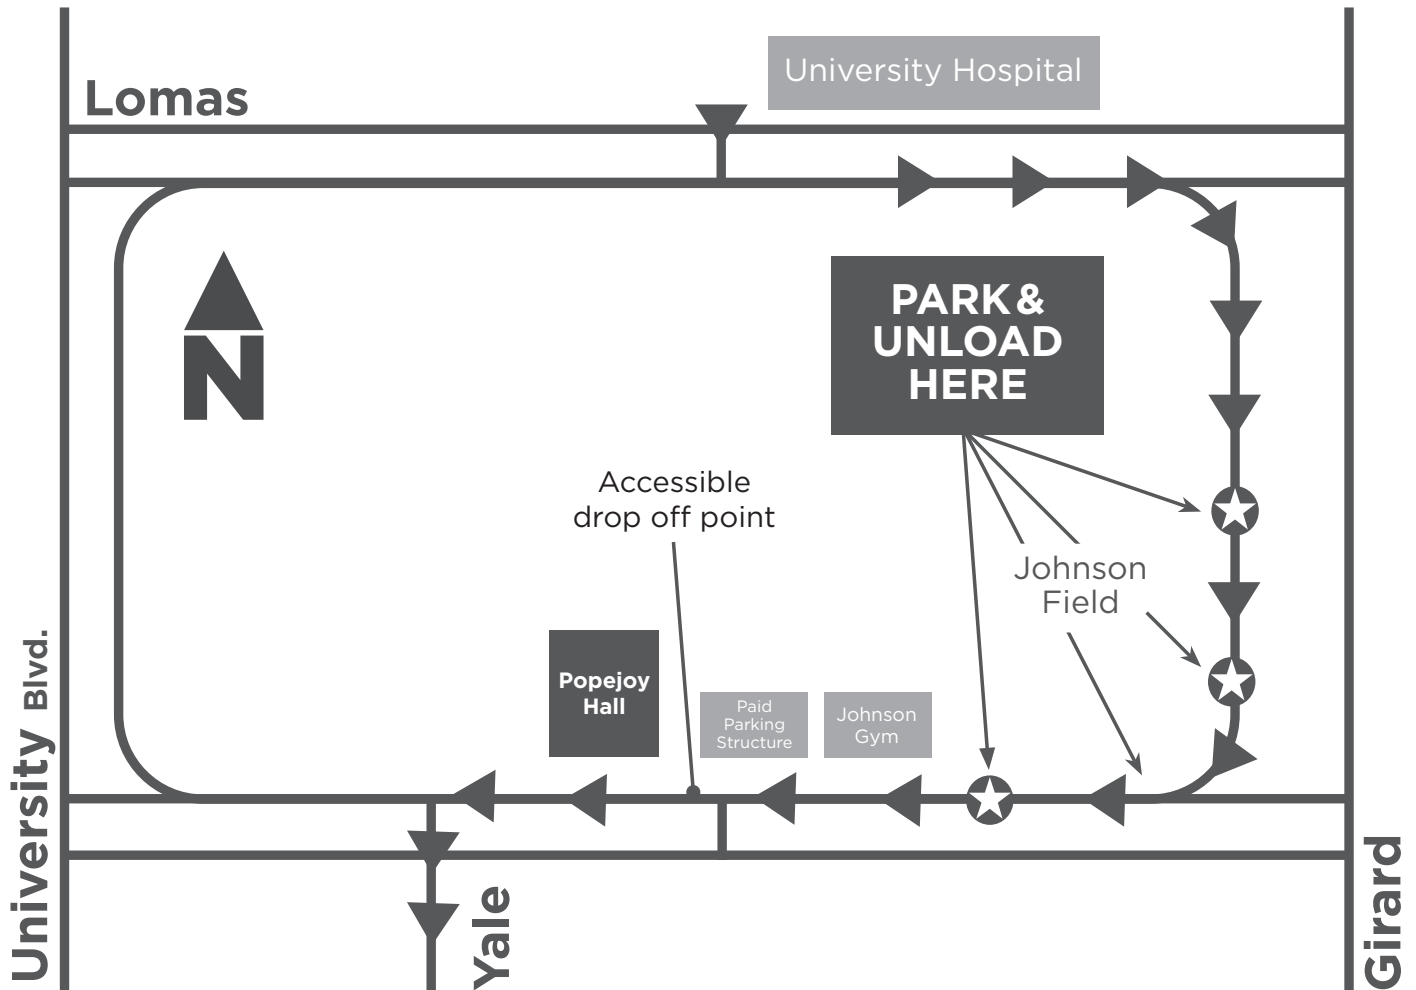 University Hospital
Lomas
PARK &
UNLOAD
HERE
N
Accessible
drop off point
Johnson
Field
Popejoy
Hall
Paid
Parking
Structure
Johnson
Gym
University Blvd.
Yale
Girard